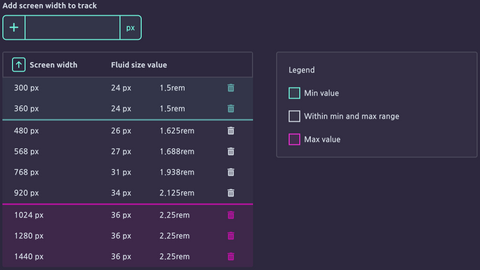 Add screen width to track
+ px
Screen width Fluid size value
300 px 24 px 1,5rem
360 px 24 px 1,5rem
480 px 26 px 1,625rem
568 px 27 px 1,688rem
768 px 31 px 1,938rem
920 px 34 px 2,125rem
1024 px 36 px 2,25rem
1280 px 36 px 2,25rem
1440 px 36 px 2,25rem
Legend
Min value
Within min and max range
Max value